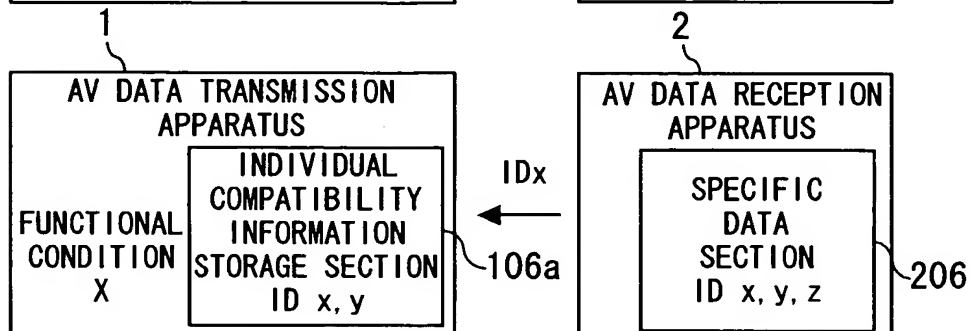 1
2
AV DATA TRANSMISSION
APPARATUS
FUNCTIONAL
CONDITION
X
INDIVIDUAL
COMPATIBILITY
INFORMATION
STORAGE SECTION
ID x, y
106a
IDx
AV DATA RECEPTION
APPARATUS
SPECIFIC
DATA
SECTION
ID x, y, z
206